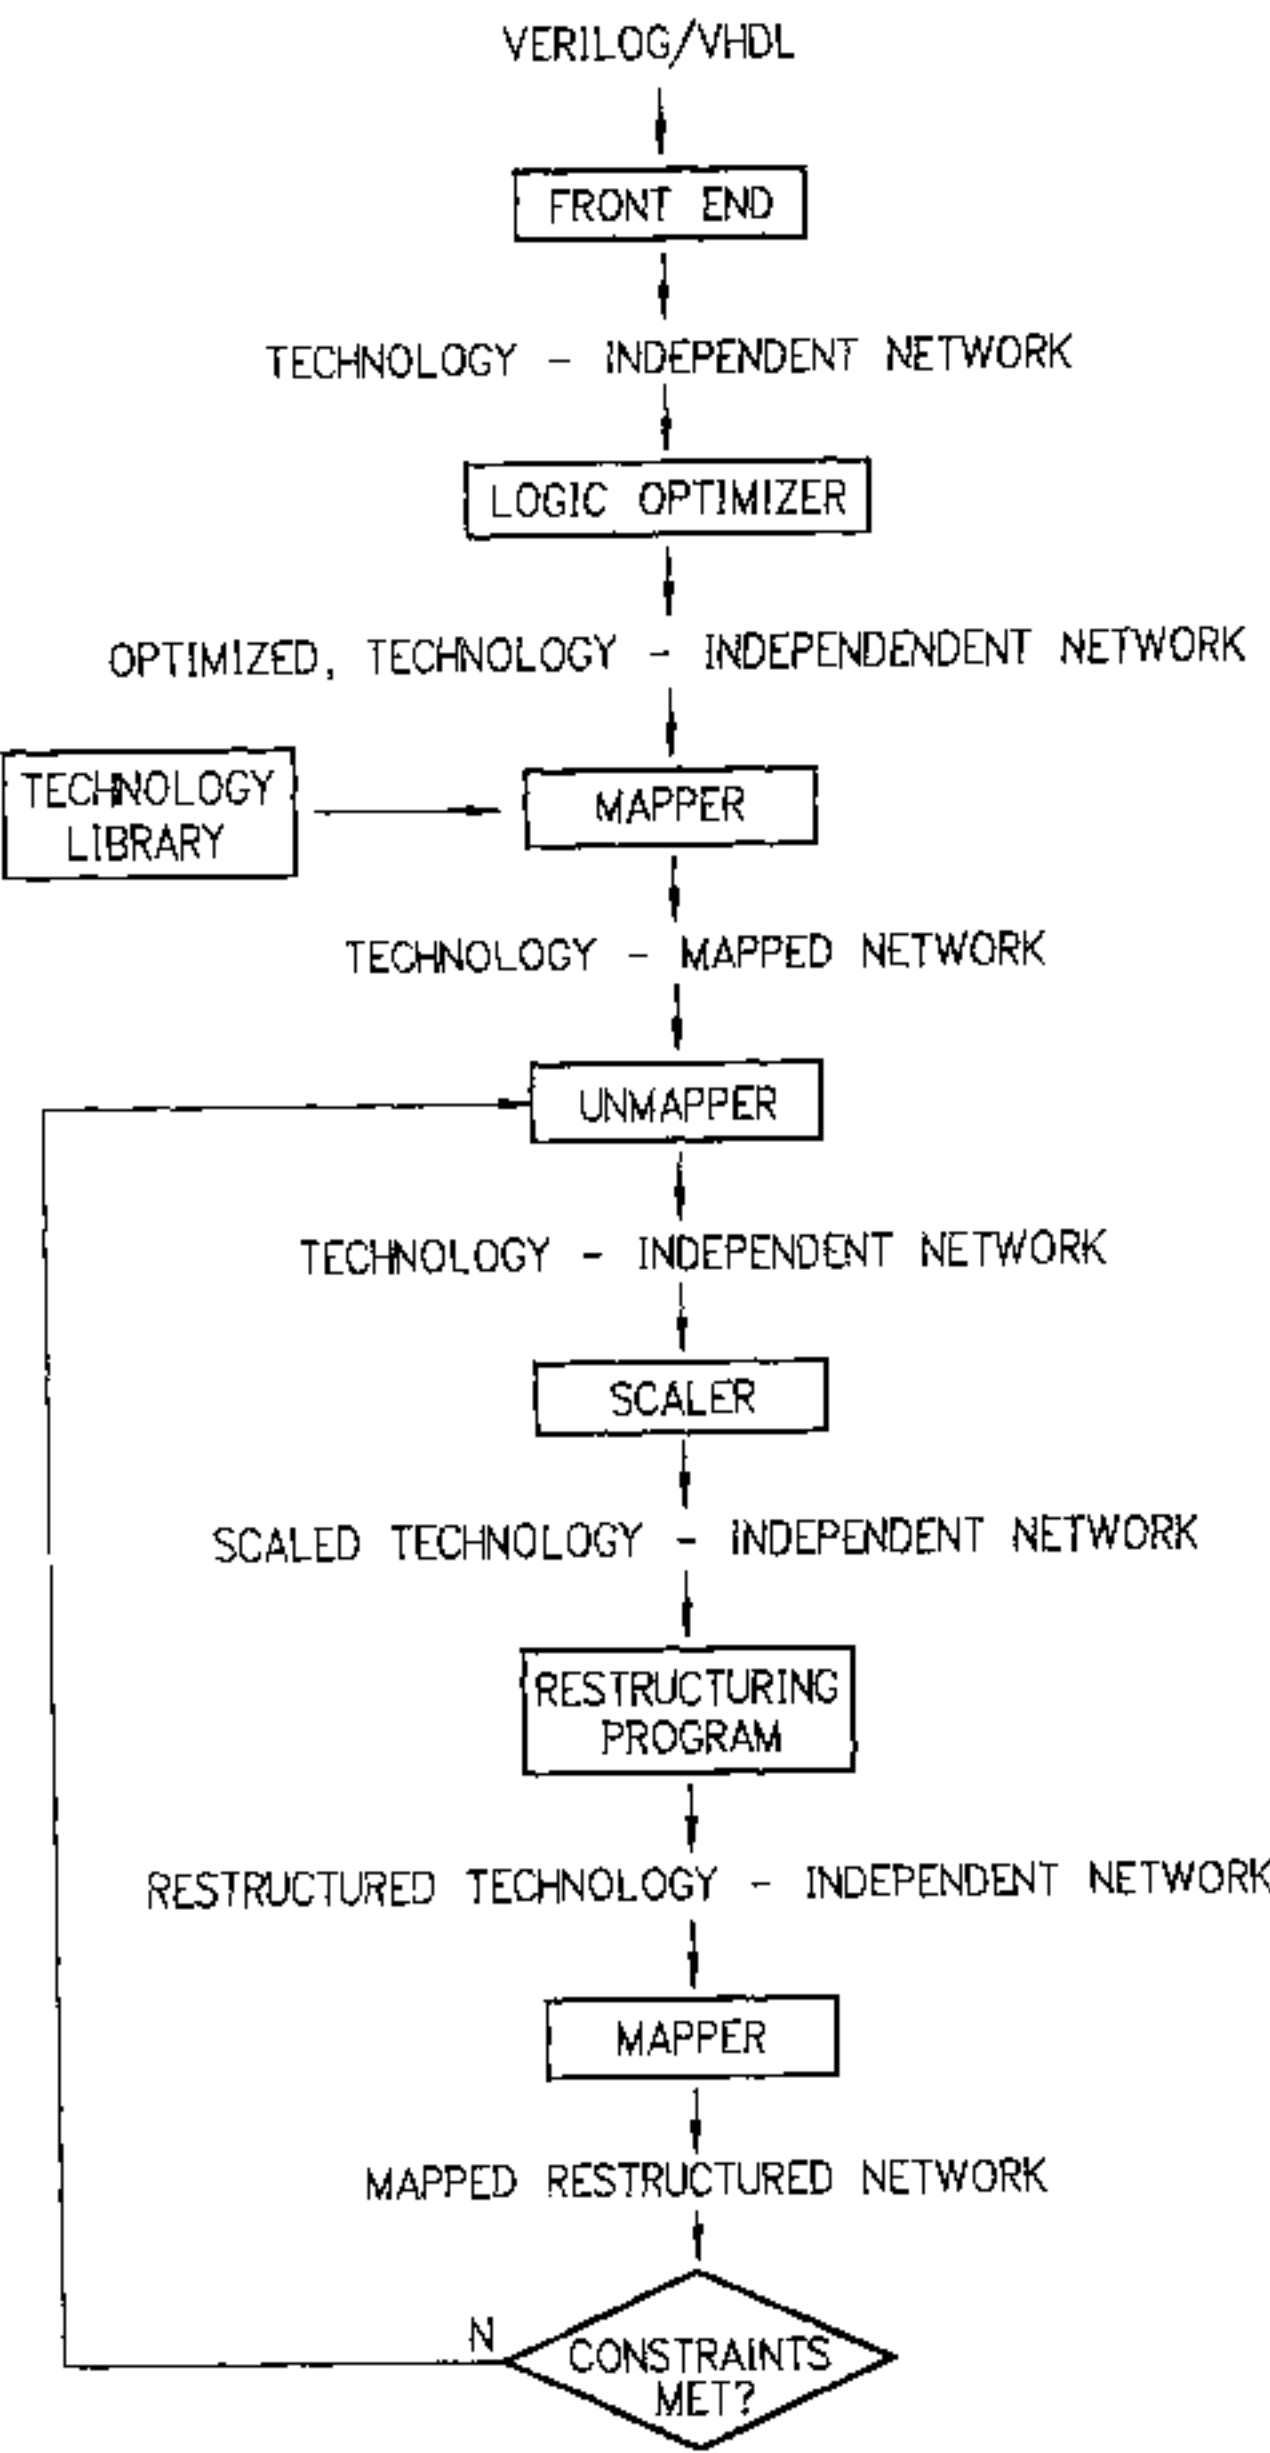 VERILOG/VHDL
FRONT END
TECHNOLOGY - INDEPENDENT NETWORK
LOGIC OPTIMIZER
OPTIMIZED, TECHNOLOGY - INDEPENDENDENT NETWORK
TECHNOLOGY
LIBRARY
MAPPER
TECHNOLOGY - MAPPED NETWORK
UNMAPPER
TECHNOLOGY - INDEPENDENT NETWORK
SCALER
SCALED TECHNOLOGY - INDEPENDENT NETWORK
RESTRUCTURING
PROGRAM
RESTRUCTURED TECHNOLOGY - INDEPENDENT NETWORK
MAPPER
MAPPED RESTRUCTURED NETWORK
N
CONSTRAINTS
MET?